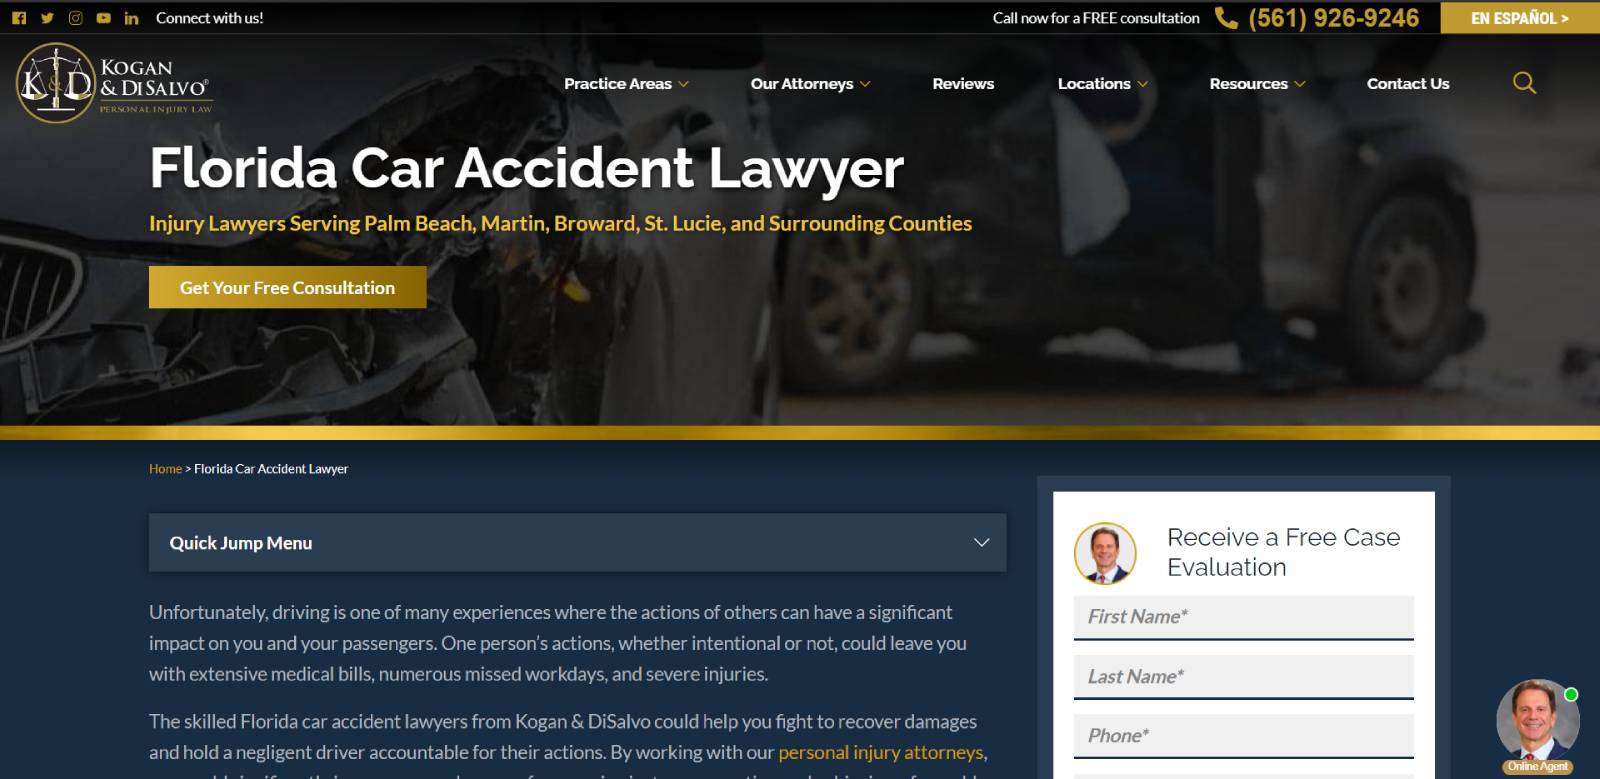 Connect with us!
Call now for a FREE consultation
(561) 926-9246
EN ESPAÑOL >
K&D
KOGAN
& DISALVO®
PERSONAL INJURY LAW
Practice Areas
Our Attorneys
Reviews
Locations
Resources
Contact Us
Florida Car Accident Lawyer
Injury Lawyers Serving Palm Beach, Martin, Broward, St. Lucie, and Surrounding Counties
Get Your Free Consultation
Home > Florida Car Accident Lawyer
Quick Jump Menu
Unfortunately, driving is one of many experiences where the actions of others can have a significant
impact on you and your passengers. One person’s actions, whether intentional or not, could leave you
with extensive medical bills, numerous missed workdays, and severe injuries.
The skilled Florida car accident lawyers from Kogan & DiSalvo could help you fight to recover damages
and hold a negligent driver accountable for their actions. By working with our personal injury attorneys,
Receive a Free Case
Evaluation
First Name*
Last Name*
Phone*
Online Agent